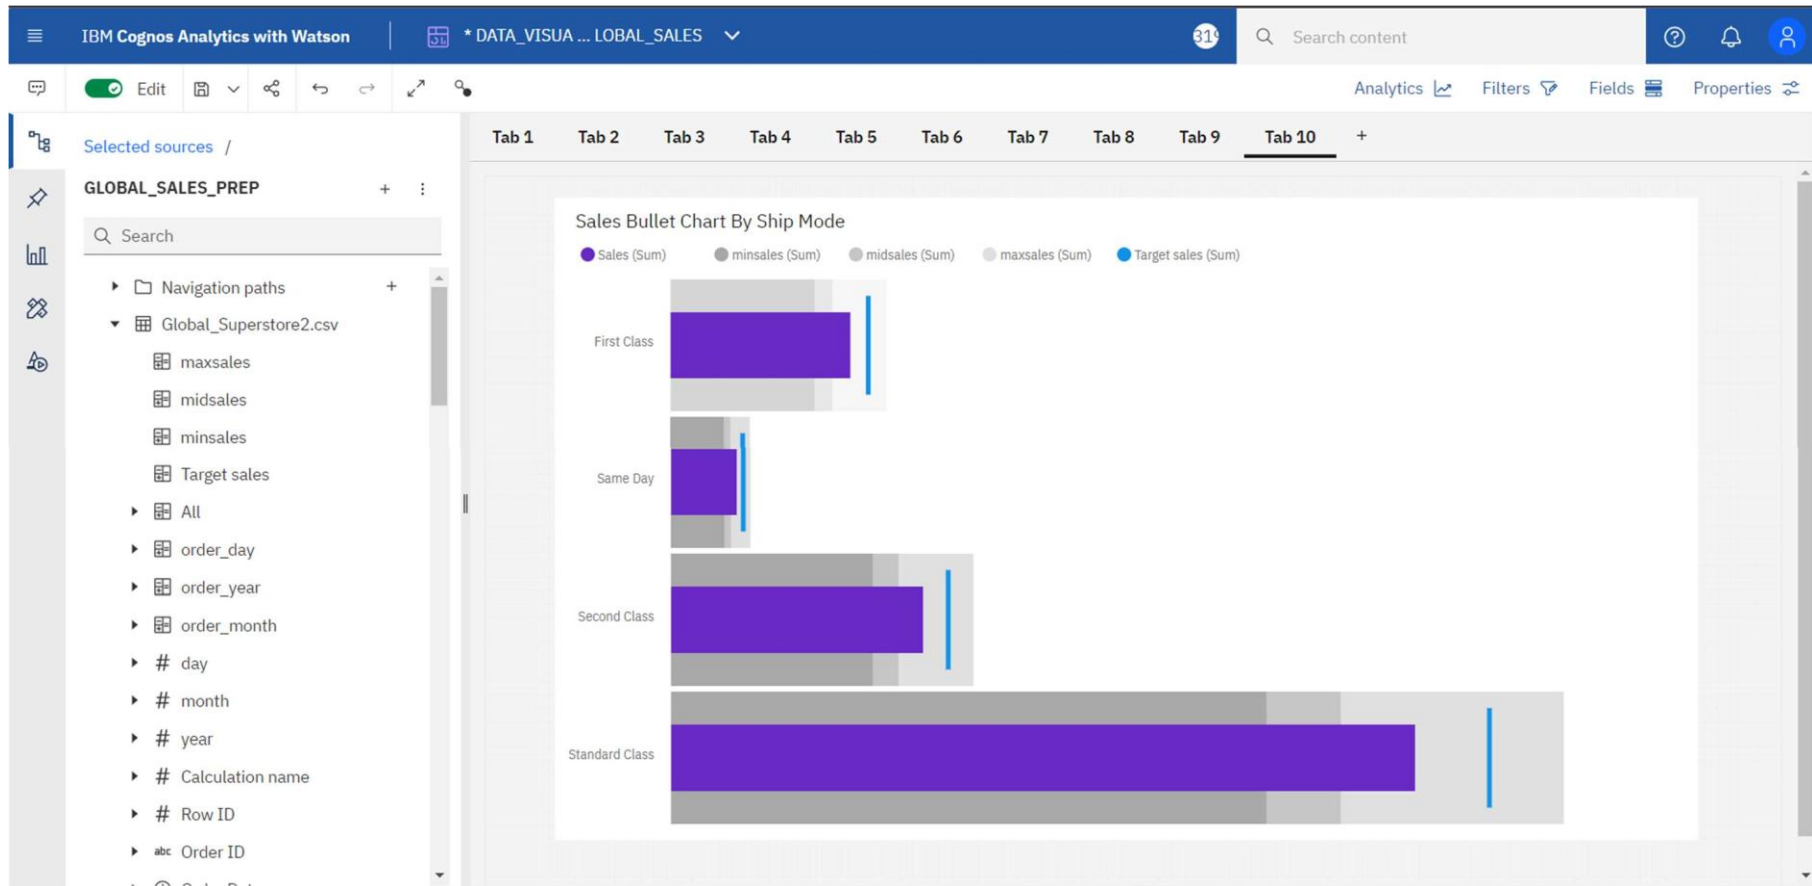 IBM Cognos Analytics with Watson
* DATA_VISUA ... LOBAL_SALES
Search content
Edit
Analytics
Filters
Fields
Properties
Selected sources /
Tab 1
Tab 2
Tab 3
Tab 4
Tab 5
Tab 6
Tab 7
Tab 8
Tab 9
Tab 10
+
GLOBAL_SALES_PREP
Search
Navigation paths
Global_Superstore2.csv
maxsales
midsales
minsales
Target sales
All
order_day
order_year
order_month
# day
# month
# year
# Calculation name
# Row ID
abc Order ID
Sales Bullet Chart By Ship Mode
Sales (Sum)
minsales (Sum)
midsales (Sum)
maxsales (Sum)
Target sales (Sum)
First Class
Same Day
Second Class
Standard Class